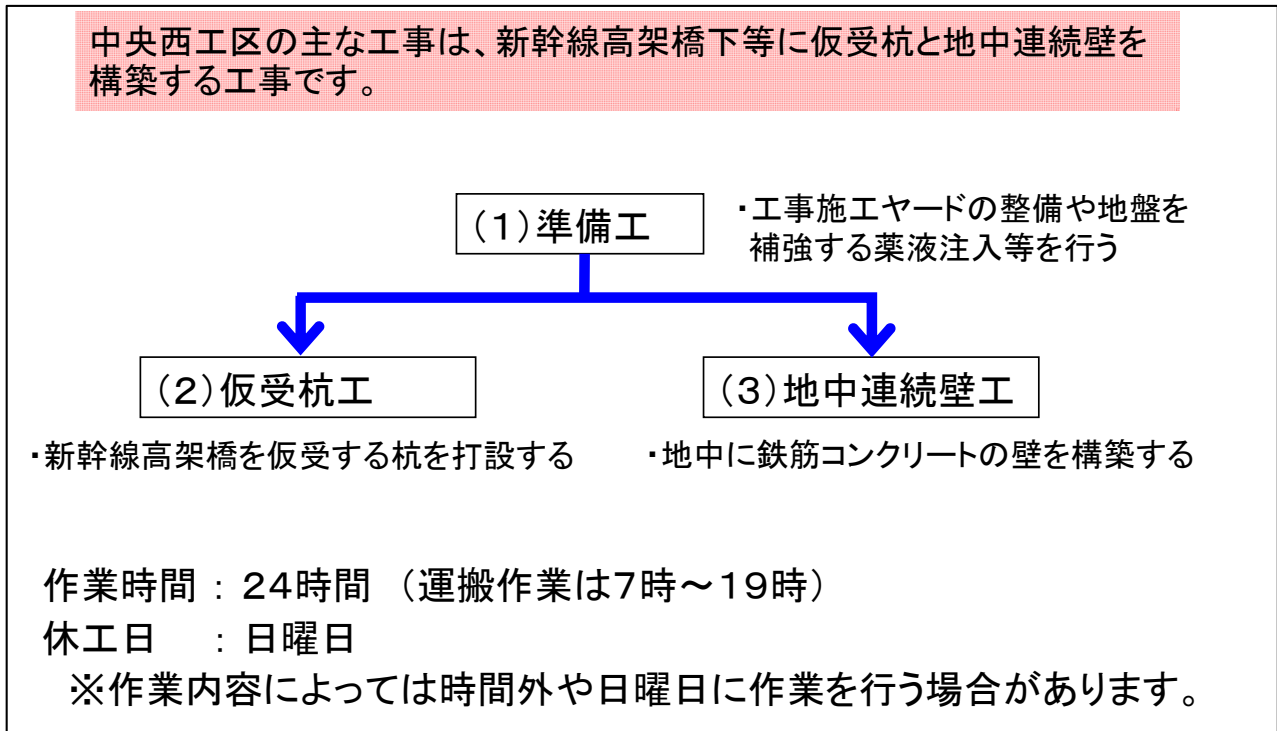 中央西工区の主な工事は、新幹線高架橋下等に仮受杭と地中連続壁を
構築する工事です。
(1)準備工
・工事施工ヤードの整備や地盤を
補強する薬液注入等を行う
(2)仮受杭工
(3)地中連続壁工
・新幹線高架橋を仮受する杭を打設する
・地中に鉄筋コンクリートの壁を構築する
作業時間 : 24時間 (運搬作業は7時～19時)
休工日 : 日曜日
※作業内容によっては時間外や日曜日に作業を行う場合があります。